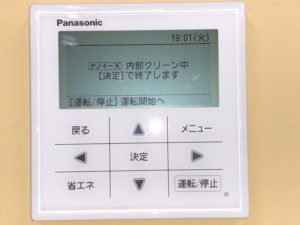 Panasonic
19 01(火)
ナノイーX 内部クリーン中
[決定]で終了します
[運転/停止]運転開始へ
戻る ▲ メニュー
◀ 決定 ▶
省エネ ▼ 運転/停止